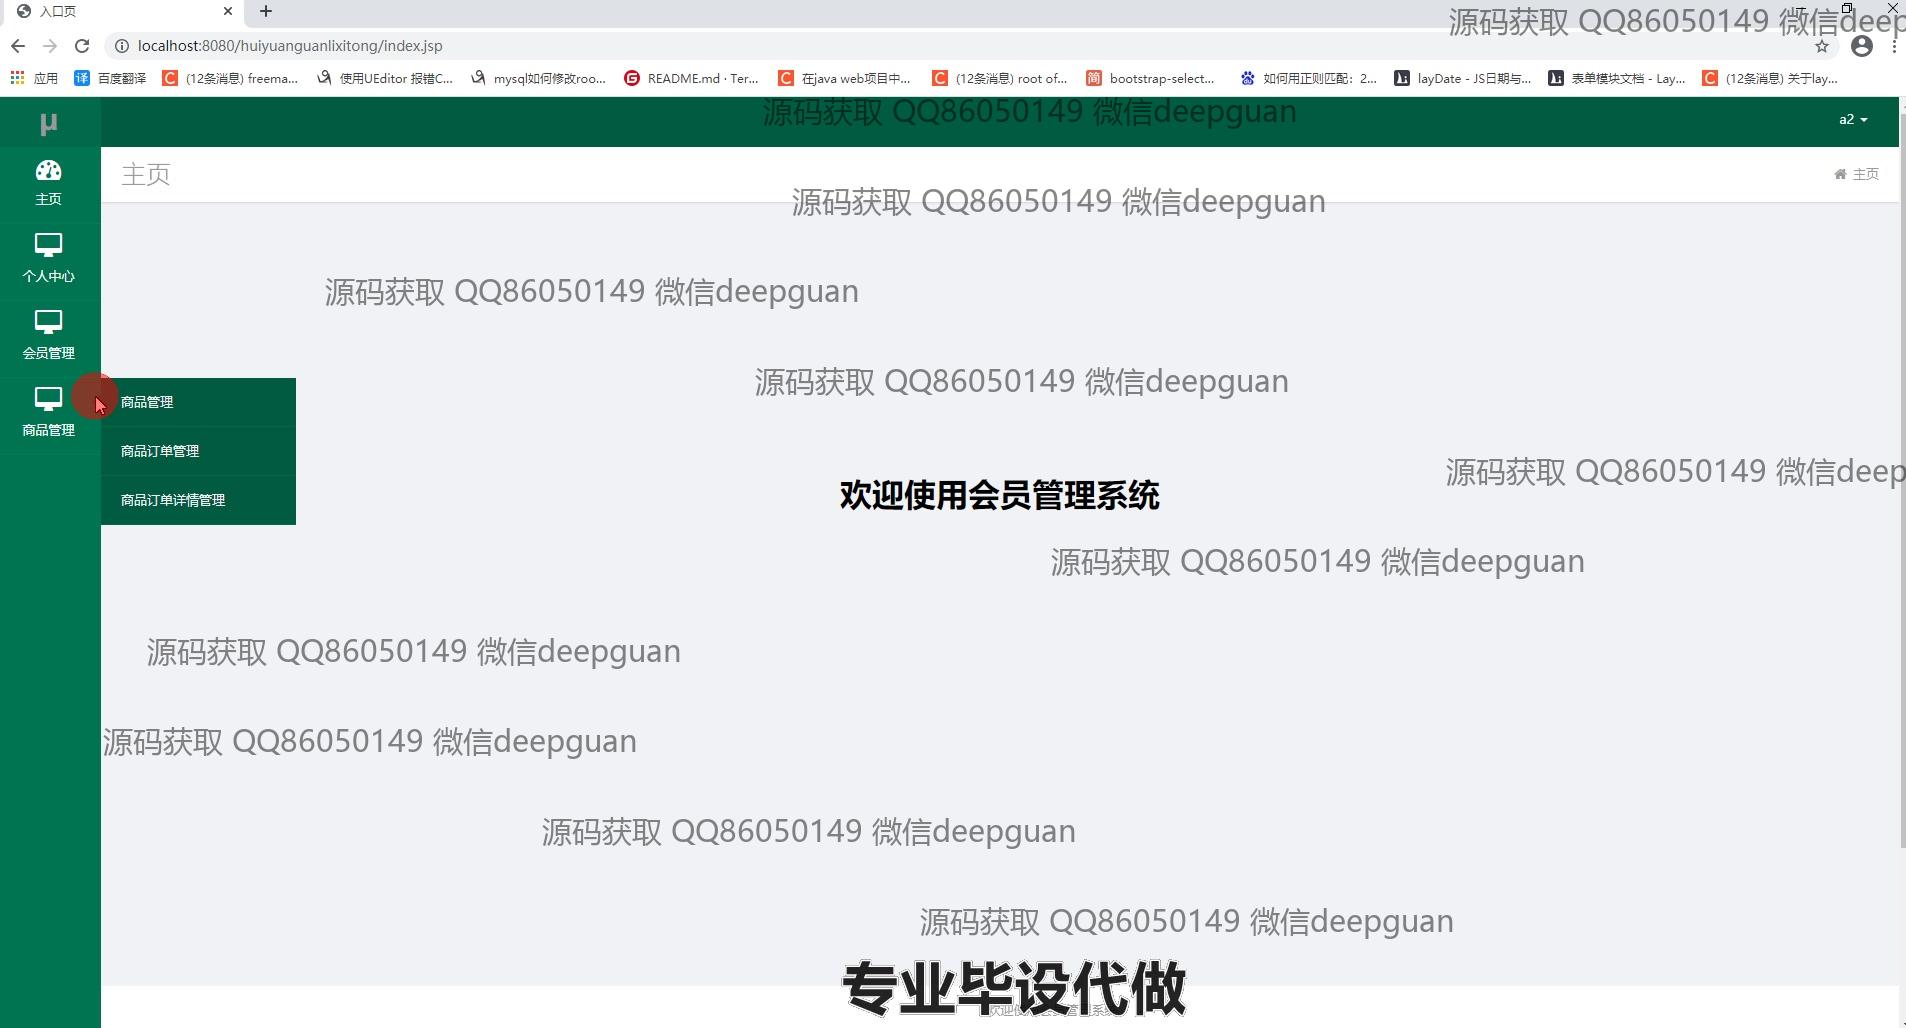 入口页
源码获取 QQ86050149 微信deepg
localhost:8080/huiyuanguanlixitong/index.jsp
应用
译 百度翻译
(12条消息) freema...
使用UEditor 报错C...
mysql如何修改roo...
README.md · Ter...
在java web项目中...
(12条消息) root of...
简 bootstrap-select...
如何用正则匹配：2...
layDate - JS日期与...
表单模块文档 - Lay...
(12条消息) 关于lay...
μ
源码获取 QQ86050149 微信deepguan
a2
主页
主页
主页
源码获取 QQ86050149 微信deepguan
个人中心
源码获取 QQ86050149 微信deepguan
会员管理
源码获取 QQ86050149 微信deepguan
商品管理
商品管理
商品订单管理
源码获取 QQ86050149 微信deep
商品订单详情管理
欢迎使用会员管理系统
源码获取 QQ86050149 微信deepguan
源码获取 QQ86050149 微信deepguan
源码获取 QQ86050149 微信deepguan
源码获取 QQ86050149 微信deepguan
源码获取 QQ86050149 微信deepguan
专业毕设代做